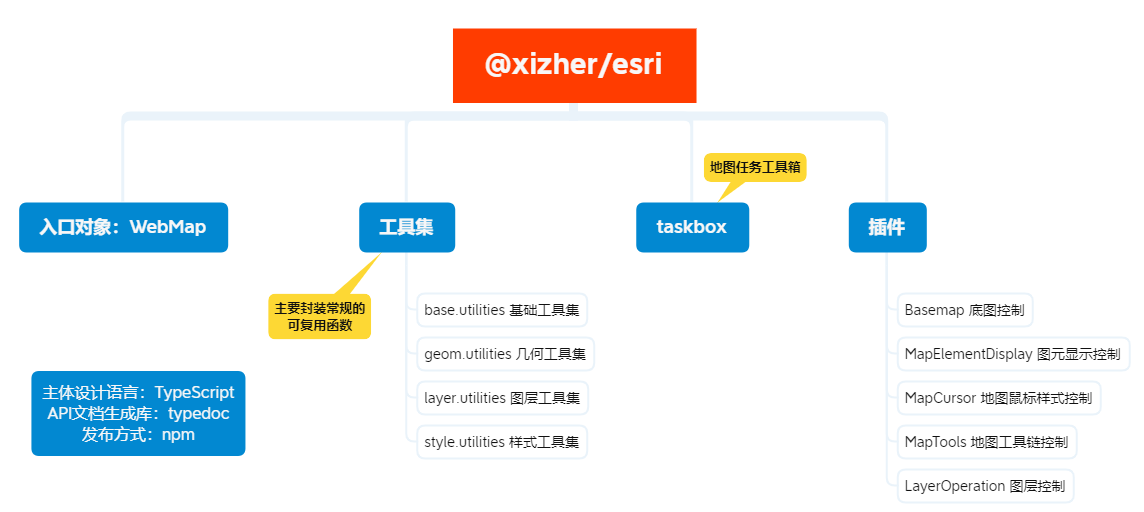 @xizher/esri
地图任务工具箱
入口对象：WebMap
工具集
taskbox
插件
主要封装常规的
可复用函数
base.utilities 基础工具集
geom.utilities 几何工具集
layer.utilities 图层工具集
style.utilities 样式工具集
Basemap 底图控制
MapElementDisplay 图元显示控制
MapCursor 地图鼠标样式控制
MapTools 地图工具链控制
LayerOperation 图层控制
主体设计语言：TypeScript
API文档生成库：typedoc
发布方式：npm